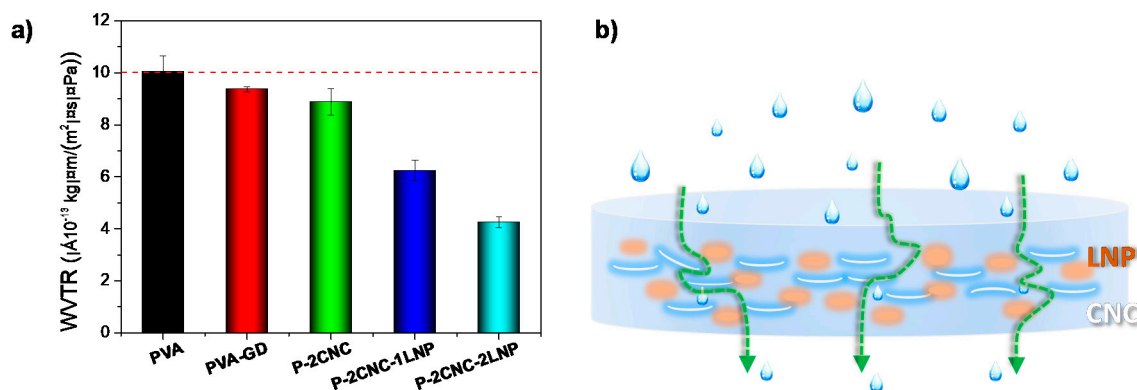 a)
WVTR (¡Á10⁻¹³ kg¡¤m/(m²¡¤s¡¤Pa))
12
10
8
6
4
2
0
PVA
PVA-GD
P-2CNC
P-2CNC-1LNP
P-2CNC-2LNP
b)
LNP
CNC